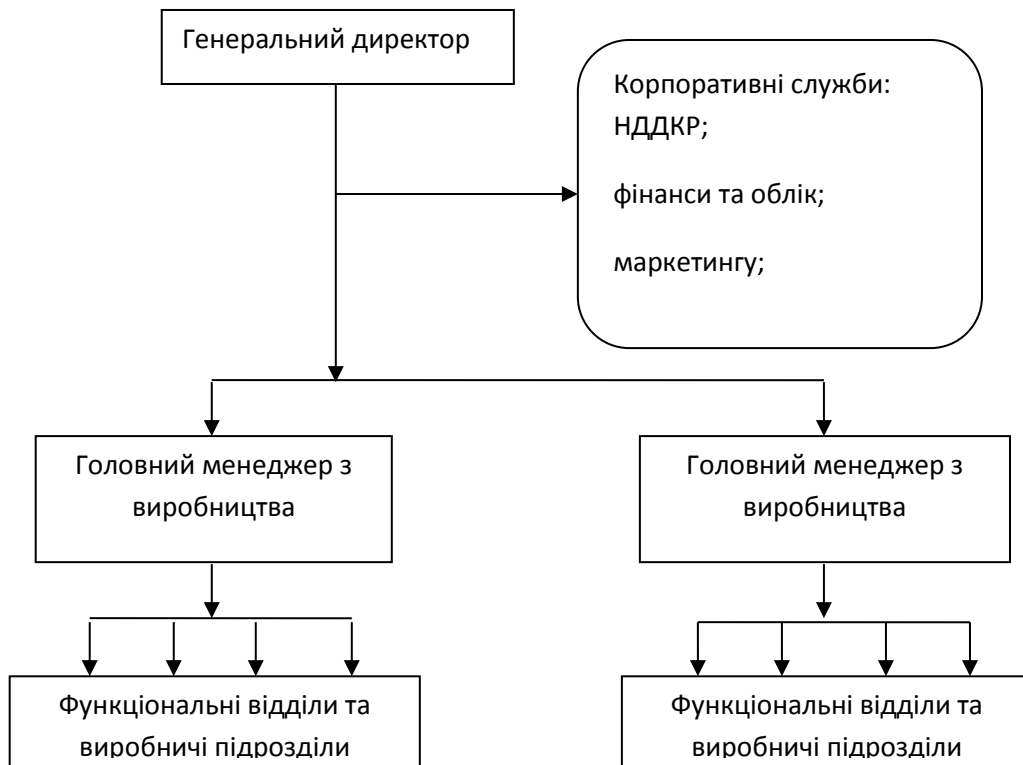 Генеральний директор
Корпоративні служби:
НДДКР;
фінанси та облік;
маркетингу;
Головний менеджер з
виробництва
Головний менеджер з
виробництва
Функціональні відділи та
виробничі підрозділи
Функціональні відділи та
виробничі підрозділи